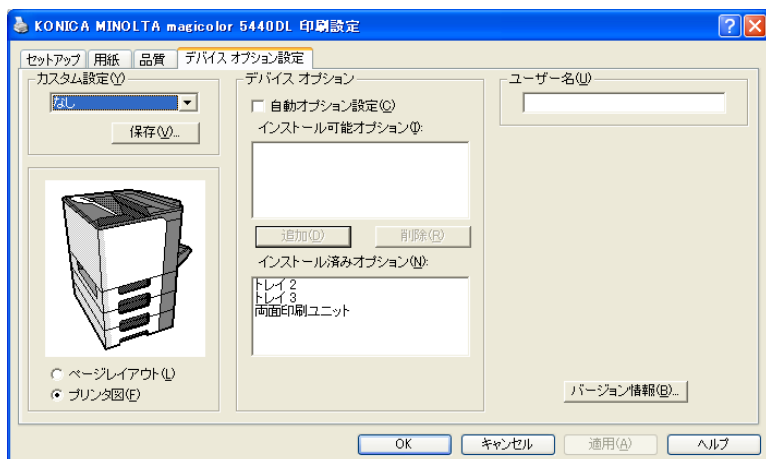 KONICA MINOLTA magicolor 5440DL 印刷設定
セットアップ 用紙 品質 デバイス オプション設定
カスタム設定(Y)
なし
保存(V)...
ページレイアウト(L)
プリンタ図(F)
デバイス オプション
自動オプション設定(C)
インストール可能オプション(I):
追加(D) 削除(R)
インストール済みオプション(N):
トレイ 2
トレイ 3
両面印刷ユニット
ユーザー名(U)
バージョン情報(B)...
OK キャンセル 適用(A) ヘルプ